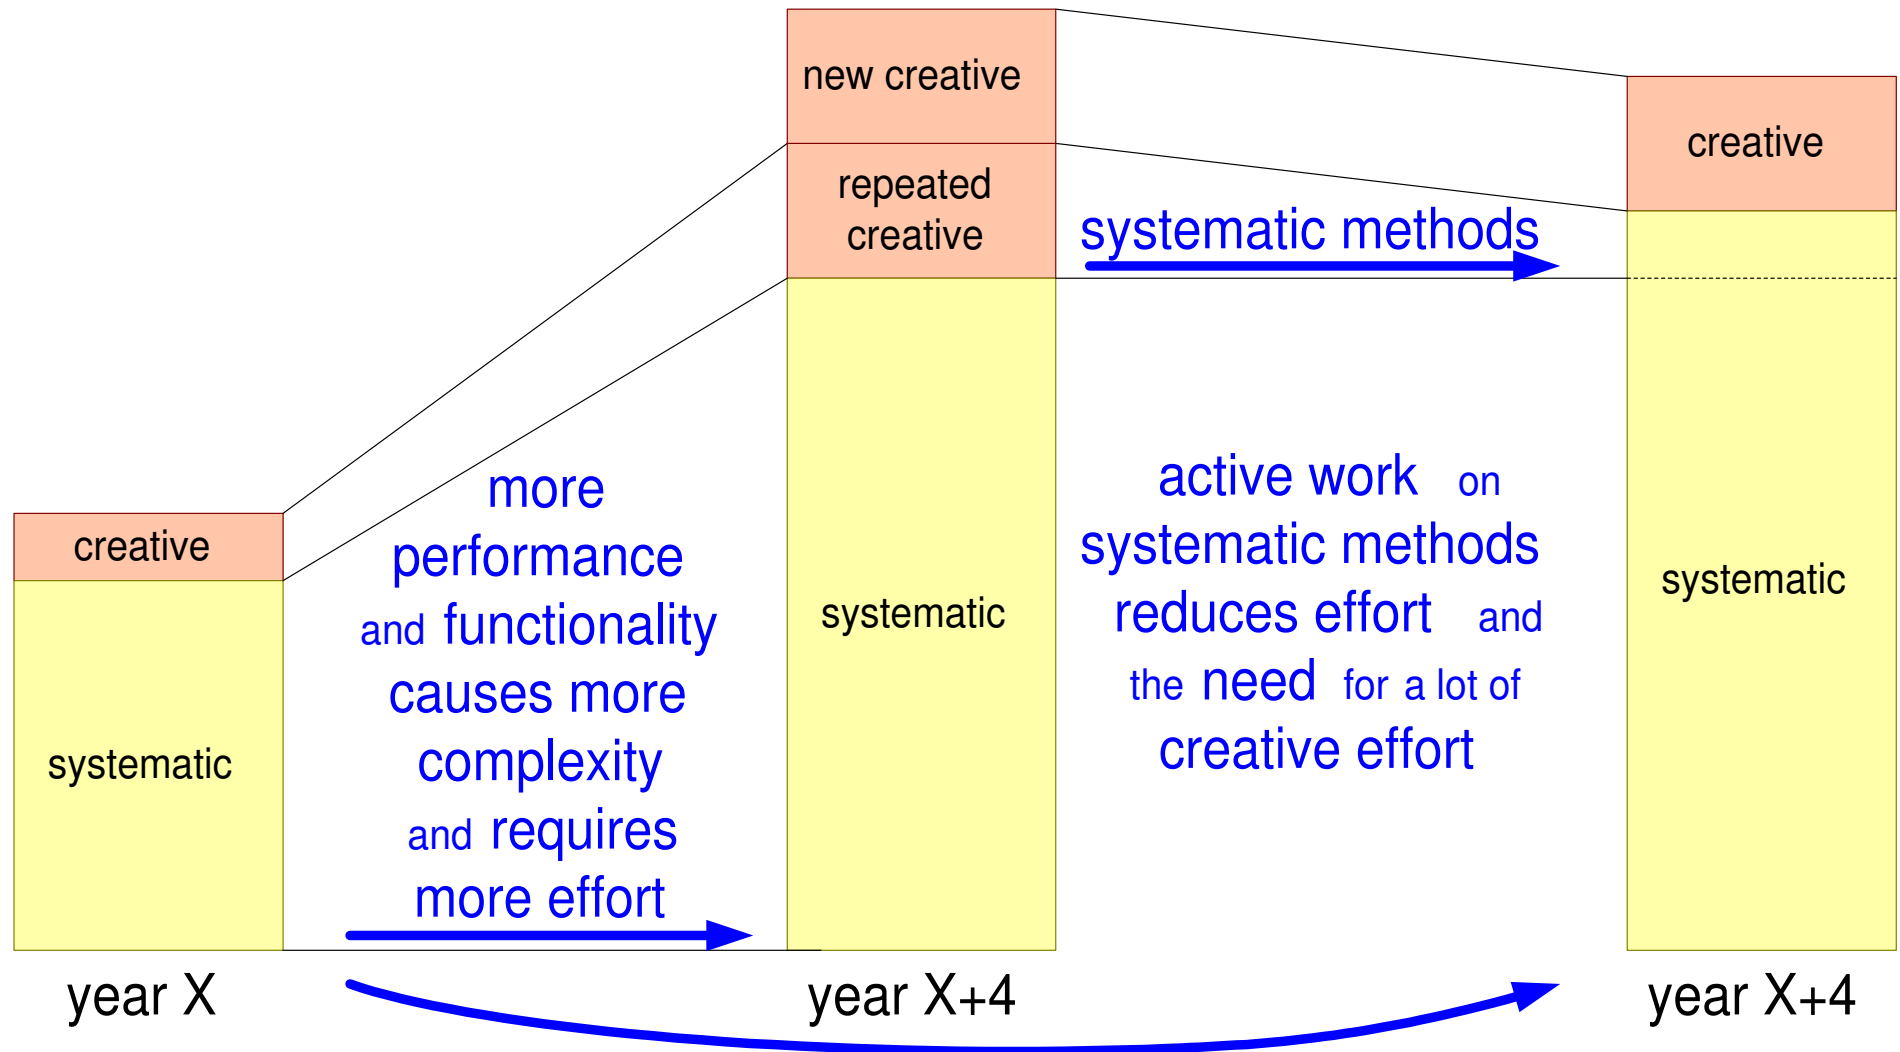 new creative
repeated
creative
systematic methods
creative
creative
systematic
more
performance
and functionality
causes more
complexity
and requires
more effort
systematic
active work on
systematic methods
reduces effort and
the need for a lot of
creative effort
systematic
year X
year X+4
year X+4